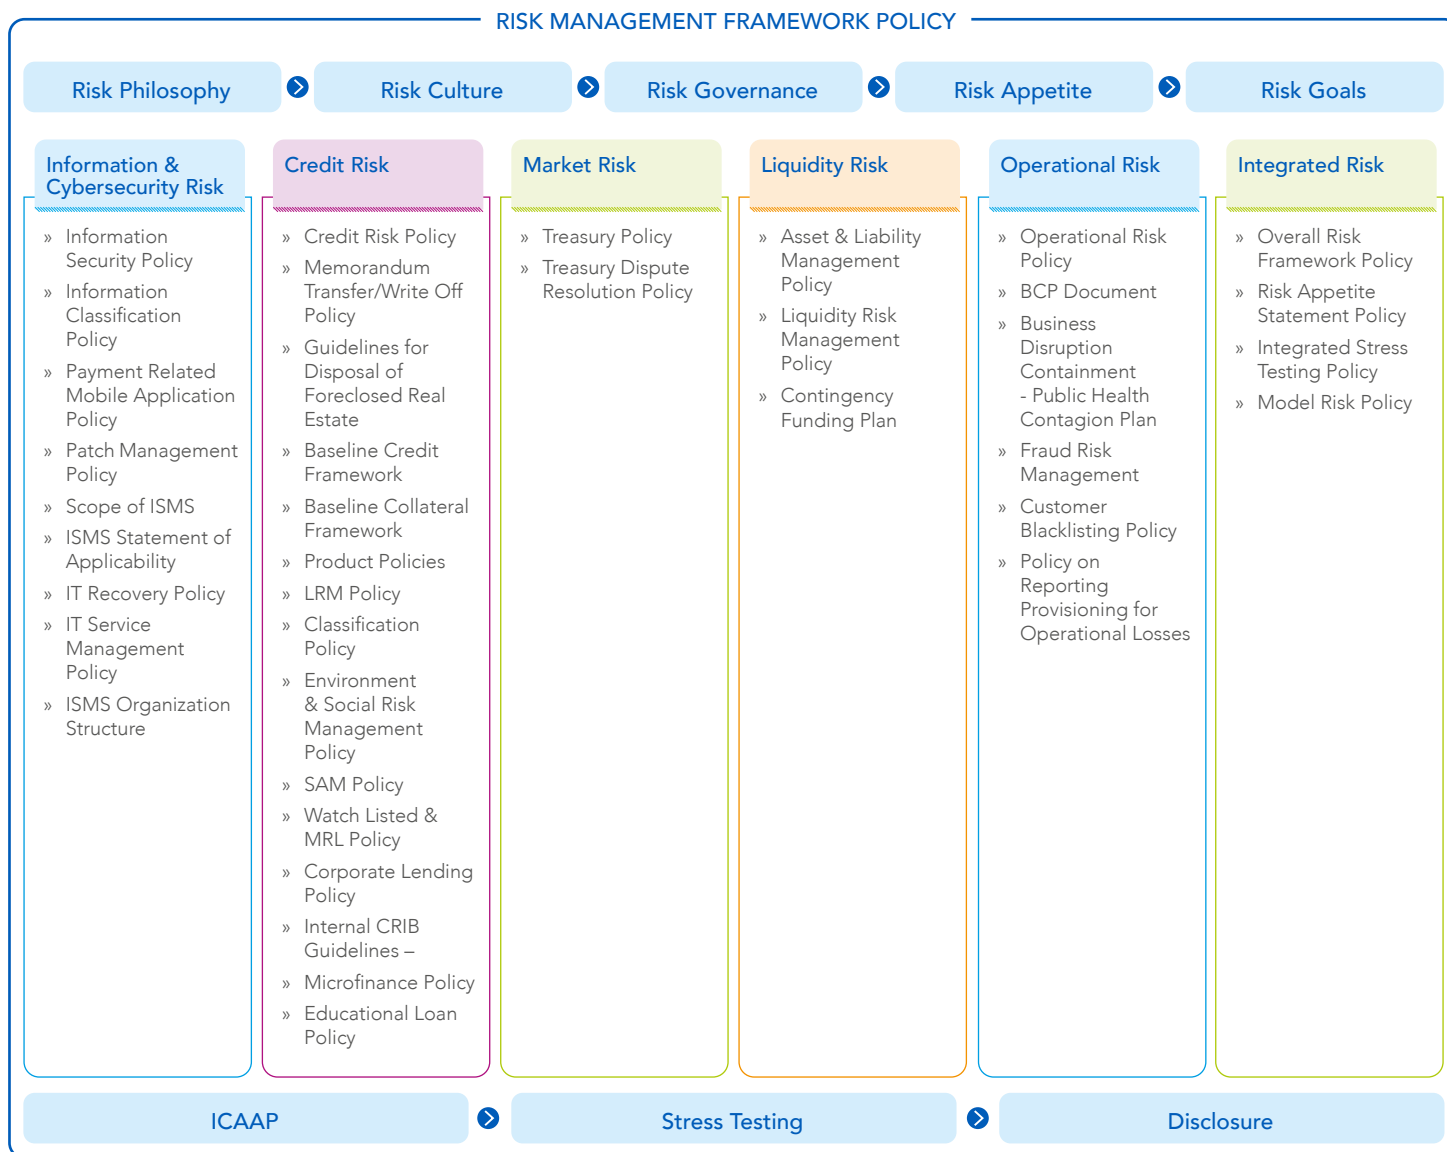 RISK MANAGEMENT FRAMEWORK POLICY
Risk Philosophy
Risk Culture
Risk Governance
Risk Appetite
Risk Goals
Information &
Cybersecurity Risk
» Information
Security Policy
» Information
Classification
Policy
» Payment Related
Mobile Application
Policy
» Patch Management
Policy
» Scope of ISMS
» ISMS Statement of
Applicability
» IT Recovery Policy
» IT Service
Management
Policy
» ISMS Organization
Structure
Credit Risk
» Credit Risk Policy
» Memorandum
Transfer/Write Off
Policy
» Guidelines for
Disposal of
Foreclosed Real
Estate
» Baseline Credit
Framework
» Baseline Collateral
Framework
» Product Policies
» LRM Policy
» Classification
Policy
» Environment
& Social Risk
Management
Policy
» SAM Policy
» Watch Listed &
MRL Policy
» Corporate Lending
Policy
» Internal CRIB
Guidelines –
» Microfinance Policy
» Educational Loan
Policy
Market Risk
» Treasury Policy
» Treasury Dispute
Resolution Policy
Liquidity Risk
» Asset & Liability
Management
Policy
» Liquidity Risk
Management
Policy
» Contingency
Funding Plan
Operational Risk
» Operational Risk
Policy
» BCP Document
» Business
Disruption
Containment
- Public Health
Contagion Plan
» Fraud Risk
Management
» Customer
Blacklisting Policy
» Policy on
Reporting
Provisioning for
Operational Losses
Integrated Risk
» Overall Risk
Framework Policy
» Risk Appetite
Statement Policy
» Integrated Stress
Testing Policy
» Model Risk Policy
ICAAP
Stress Testing
Disclosure